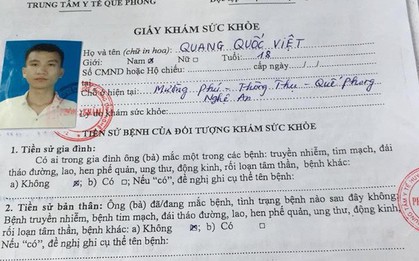 TRUNG TÂM Y TẾ QUẾ PHONG
GIẤY KHÁM SỨC KHỎE
Họ và tên (chữ in hoa): QUANG QUỐC VIỆT
Giới: Nam Nữ □ Tuổi: 18
Số CMND hoặc Hộ chiếu: cấp ngày / /
Chỗ ở hiện tại: Mường Phú - Thông Thụ - Quế Phong
Nghệ An
do khám sức khỏe:
TIỀN SỬ BỆNH CỦA ĐỐI TƯỢNG KHÁM SỨC KHỎE
1. Tiền sử gia đình:
Có ai trong gia đình ông (bà) mắc một trong các bệnh: truyền nhiễm, tim mạch, đái
tháo đường, lao, hen phế quản, ung thư, động kinh, rối loạn tâm thần, bệnh khác:
a) Không ; b) Có □; Nếu “có”, đề nghị ghi cụ thể tên bệnh:
2. Tiền sử bản thân: Ông (bà) đã/đang mắc bệnh, tình trạng bệnh nào sau đây không:
Bệnh truyền nhiễm, bệnh tim mạch, đái tháo đường, lao, hen phế quản, ung thư, động kinh,
rối loạn tâm thần, bệnh khác: a) Không b) Có □
Nếu “có”, đề nghị ghi cụ thể tên bệnh: